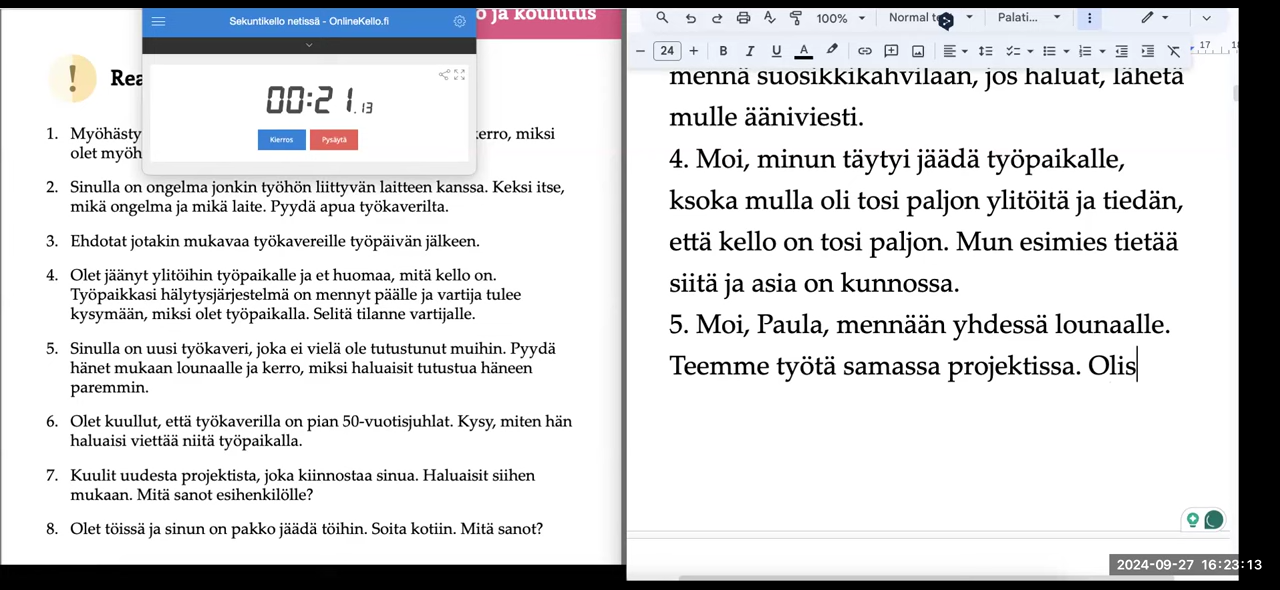 Sekuntikello netissä - OnlineKello.fi
o ja koulutus
00:21.13
Kierros Pysäytä
! Rea
1. Myöhästy kerro, miksi
olet myöh
2. Sinulla on ongelma jonkin työhön liittyvän laitteen kanssa. Keksi itse,
mikä ongelma ja mikä laite. Pyydä apua työkaverilta.
3. Ehdotat jotakin mukavaa työkavereille työpäivän jälkeen.
4. Olet jäänyt ylitöihin työpaikalle ja et huomaa, mitä kello on.
Työpaikkasi hälytysjärjestelmä on mennyt päälle ja vartija tulee
kysymään, miksi olet työpaikalla. Selitä tilanne vartijalle.
5. Sinulla on uusi työkaveri, joka ei vielä ole tutustunut muihin. Pyydä
hänet mukaan lounaalle ja kerro, miksi haluaisit tutustua häneen
paremmin.
6. Olet kuullut, että työkaverilla on pian 50-vuotisjuhlat. Kysy, miten hän
haluaisi viettää niitä työpaikalla.
7. Kuulit uudesta projektista, joka kiinnostaa sinua. Haluaisit siihen
mukaan. Mitä sanot esihenkilölle?
8. Olet töissä ja sinun on pakko jäädä töihin. Soita kotiin. Mitä sanot?
100% Normal te Palati...
24 B I U A
17 18
mennä suosikkikahvilaan, jos haluat, lähetä
mulle ääniviesti.
4. Moi, minun täytyi jäädä työpaikalle,
ksoka mulla oli tosi paljon ylitöitä ja tiedän,
että kello on tosi paljon. Mun esimies tietää
siitä ja asia on kunnossa.
5. Moi, Paula, mennään yhdessä lounaalle.
Teemme työtä samassa projektissa. Olis
2024-09-27 16:23:13